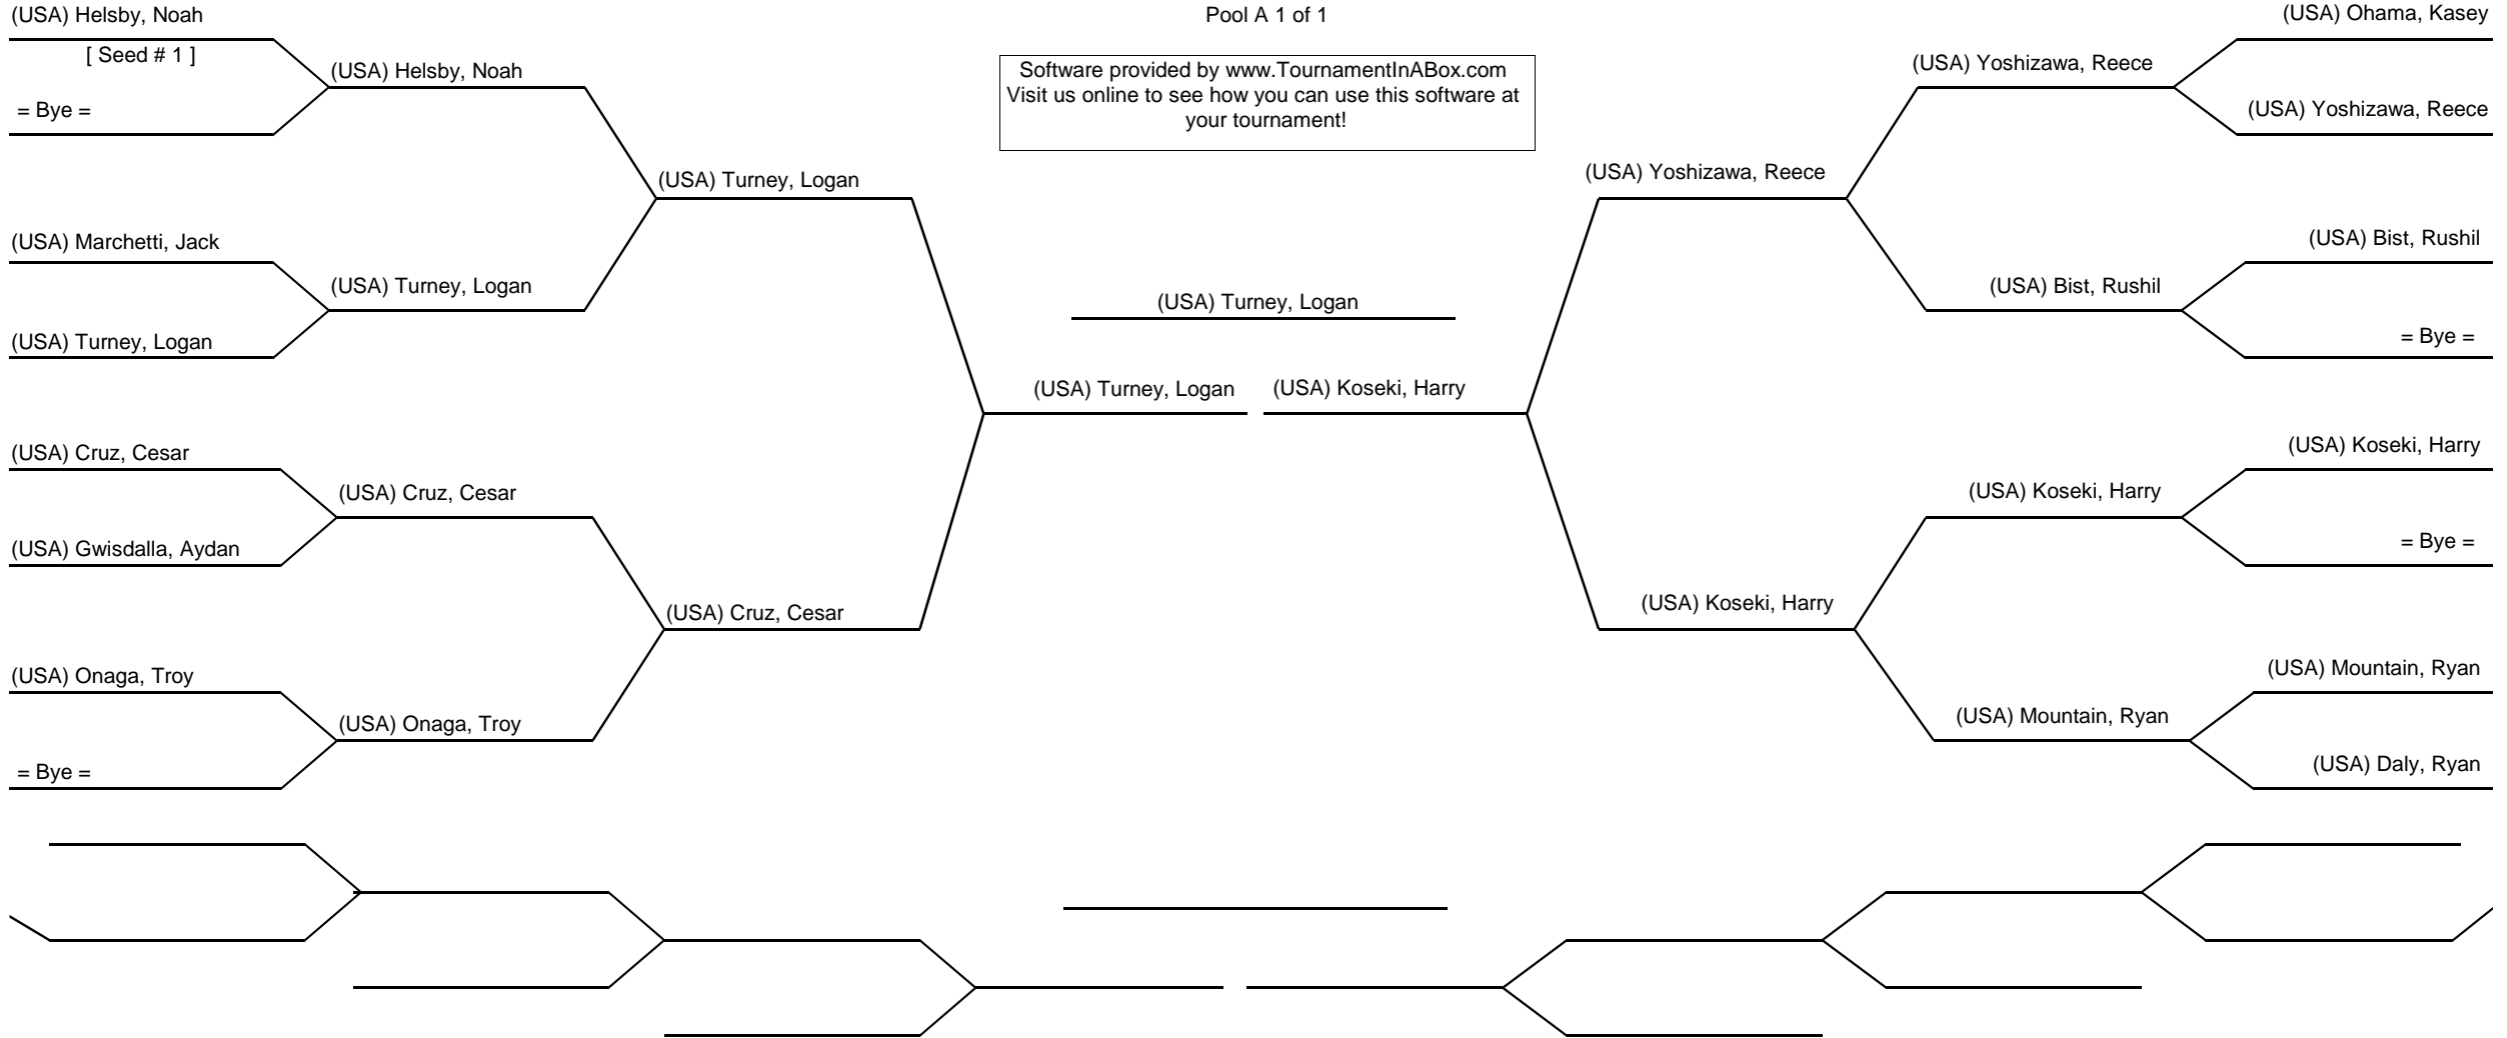 (USA) Helsby, Noah
[ Seed # 1 ]
= Bye =
(USA) Marchetti, Jack
(USA) Turney, Logan
(USA) Cruz, Cesar
(USA) Gwisdalla, Aydan
(USA) Onaga, Troy
= Bye =
(USA) Helsby, Noah
(USA) Turney, Logan
(USA) Cruz, Cesar
(USA) Onaga, Troy
(USA) Turney, Logan
(USA) Cruz, Cesar
Pool A 1 of 1
Software provided by www.TournamentInABox.com
Visit us online to see how you can use this software at
your tournament!
(USA) Turney, Logan
(USA) Turney, Logan
(USA) Koseki, Harry
(USA) Yoshizawa, Reece
(USA) Koseki, Harry
(USA) Yoshizawa, Reece
(USA) Bist, Rushil
(USA) Koseki, Harry
(USA) Mountain, Ryan
(USA) Ohama, Kasey
(USA) Yoshizawa, Reece
(USA) Bist, Rushil
= Bye =
(USA) Koseki, Harry
= Bye =
(USA) Mountain, Ryan
(USA) Daly, Ryan